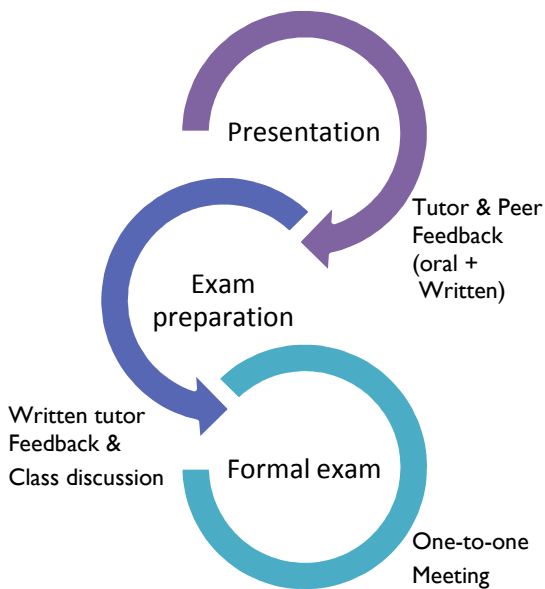 Presentation
Tutor & Peer
Feedback
(oral +
Written)
Exam
preparation
Written tutor
Feedback &
Class discussion
Formal exam
One-to-one
Meeting